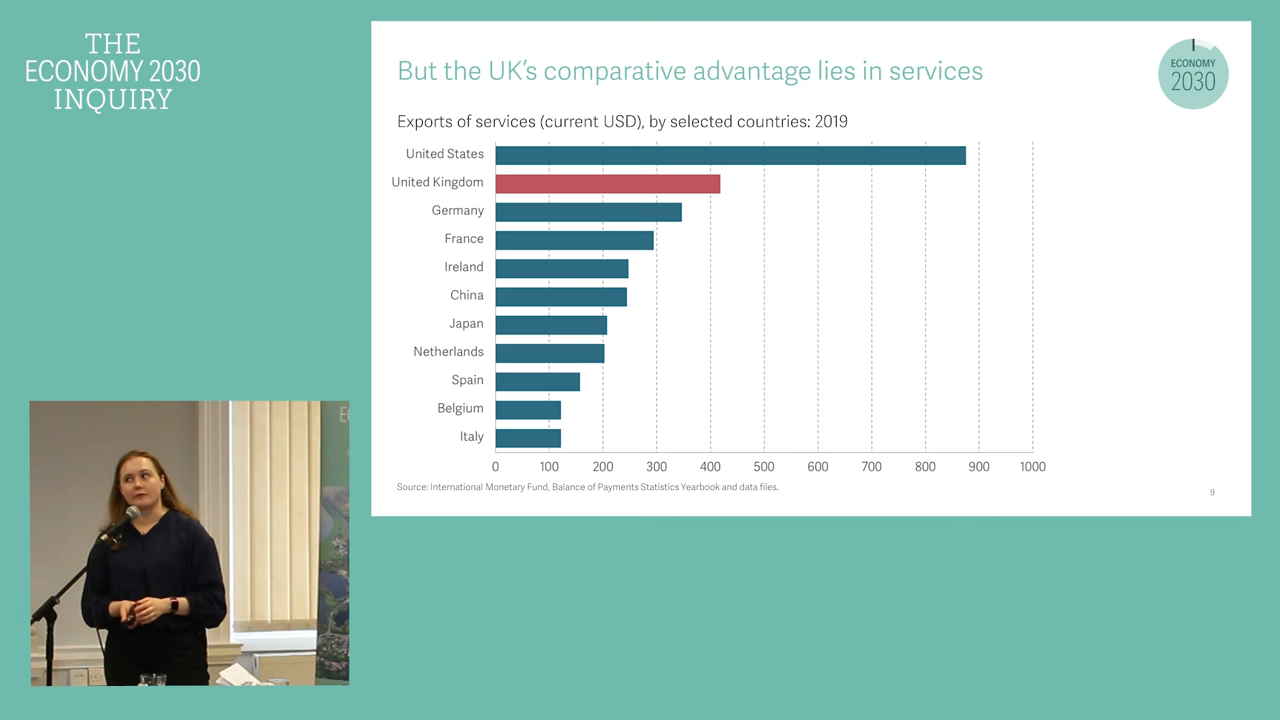 THE
ECONOMY 2030
INQUIRY
But the UK's comparative advantage lies in services
ECONOMY
2030
Exports of services (current USD), by selected countries: 2019
United States
United Kingdom
Germany
France
Ireland
China
Japan
Netherlands
Spain
Belgium
Italy
0 100 200 300 400 500 600 700 800 900 1000
Source: International Monetary Fund, Balance of Payments Statistics Yearbook and data files.
9